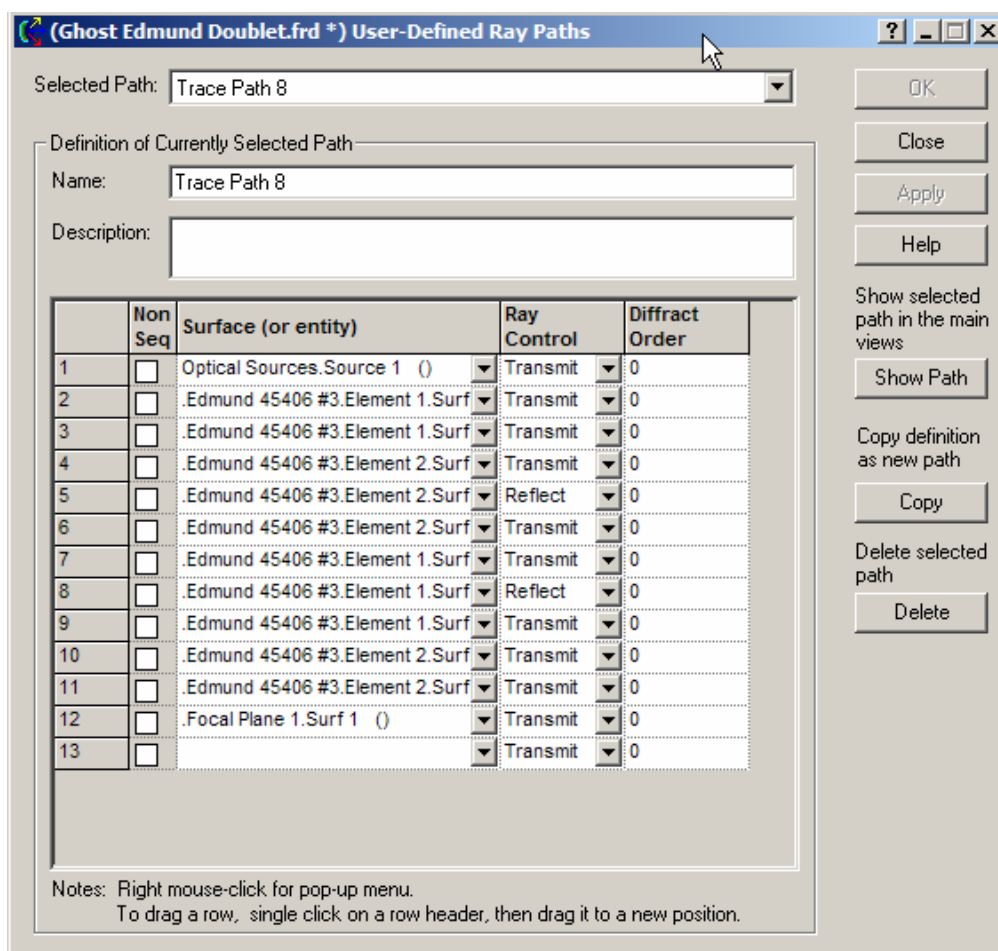 (Ghost Edmund Doublet.frd *) User-Defined Ray Paths
Selected Path: Trace Path 8
OK
Definition of Currently Selected Path
Close
Name: Trace Path 8
Apply
Description:
Help
Show selected
path in the main
views
Show Path
Copy definition
as new path
Copy
Delete selected
path
Delete
Non Seq Surface (or entity) Ray Control Diffract Order
1 Optical Sources.Source 1 () Transmit 0
2 .Edmund 45406 #3.Element 1.Surf Transmit 0
3 .Edmund 45406 #3.Element 1.Surf Transmit 0
4 .Edmund 45406 #3.Element 2.Surf Transmit 0
5 .Edmund 45406 #3.Element 2.Surf Reflect 0
6 .Edmund 45406 #3.Element 2.Surf Transmit 0
7 .Edmund 45406 #3.Element 1.Surf Transmit 0
8 .Edmund 45406 #3.Element 1.Surf Reflect 0
9 .Edmund 45406 #3.Element 1.Surf Transmit 0
10 .Edmund 45406 #3.Element 2.Surf Transmit 0
11 .Edmund 45406 #3.Element 2.Surf Transmit 0
12 .Focal Plane 1.Surf 1 () Transmit 0
13 Transmit 0
Notes: Right mouse-click for pop-up menu.
To drag a row, single click on a row header, then drag it to a new position.